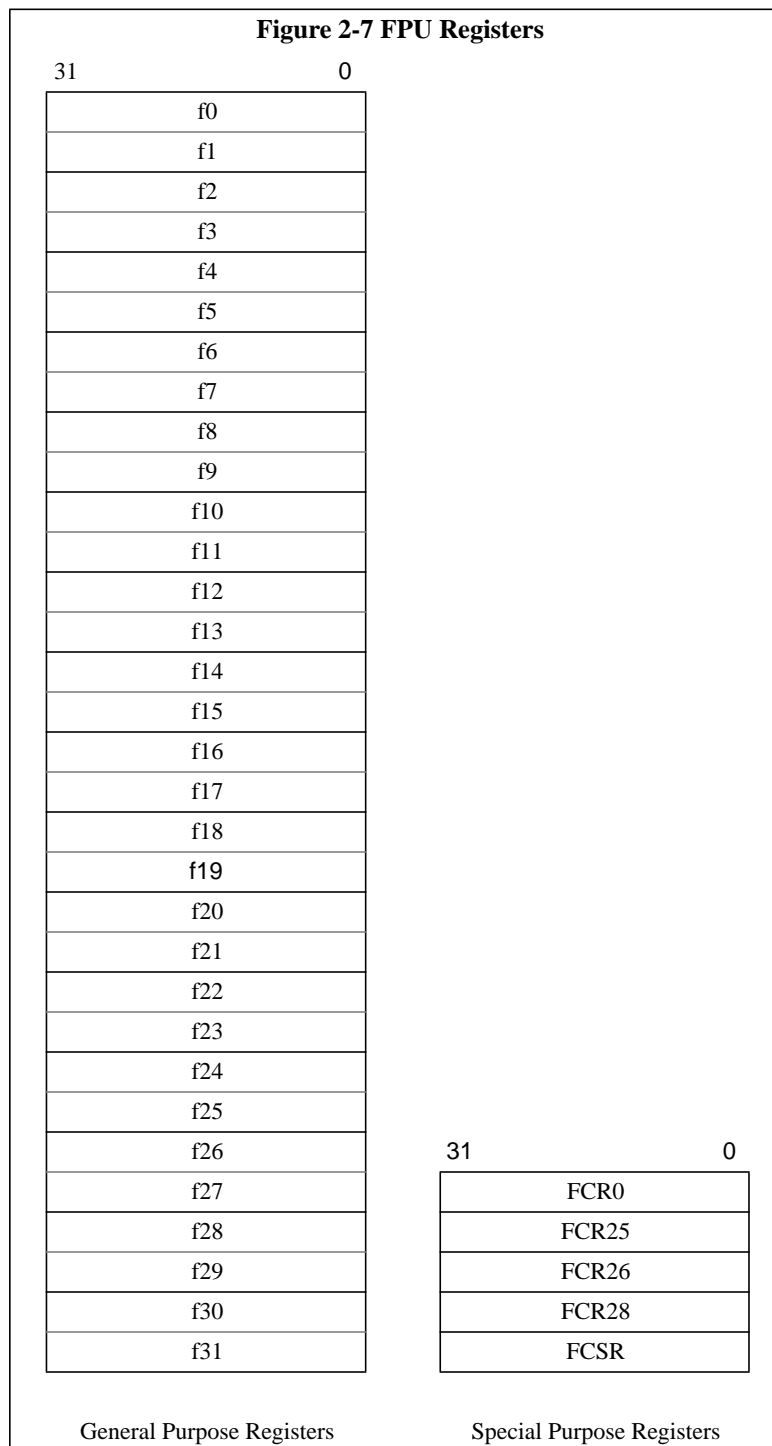 Figure 2-7 FPU Registers
31 0
f0
f1
f2
f3
f4
f5
f6
f7
f8
f9
f10
f11
f12
f13
f14
f15
f16
f17
f18
f19
f20
f21
f22
f23
f24
f25
f26
f27
f28
f29
f30
f31
General Purpose Registers
31 0
FCR0
FCR25
FCR26
FCR28
FCSR
Special Purpose Registers